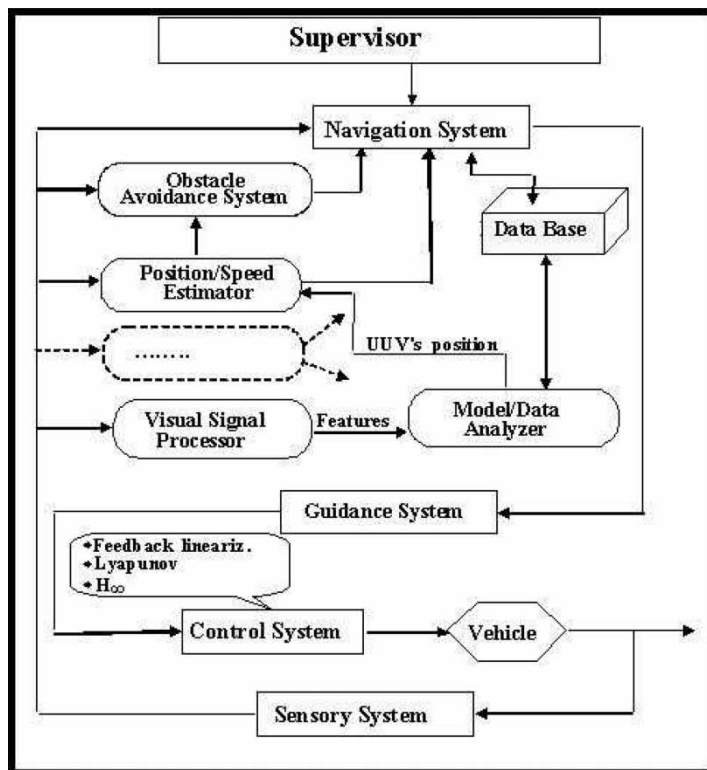 Supervisor
Navigation System
Obstacle
Avoidance System
Data Base
Position/Speed
Estimator
UUV's position
........
Visual Signal
Processor
Features
Model/Data
Analyzer
Guidance System
Feedback lineariz.
Lyapunov
H∞
Control System
Vehicle
Sensory System